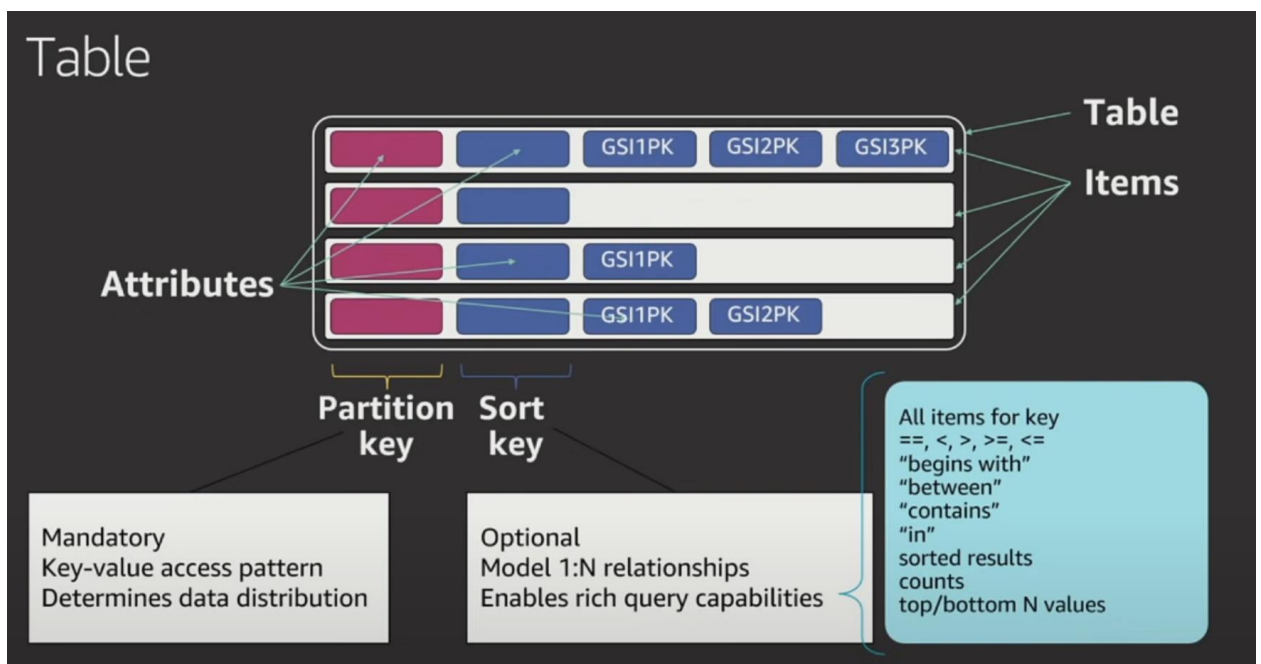 Table
Table
GSI1PK GSI2PK GSI3PK
Items
GSI1PK
Attributes
GSI1PK GSI2PK
Partition
key
Sort
key
Mandatory
Key-value access pattern
Determines data distribution
Optional
Model 1:N relationships
Enables rich query capabilities
All items for key
==, <, >, >=, <=
“begins with”
“between”
“contains”
“in”
sorted results
counts
top/bottom N values